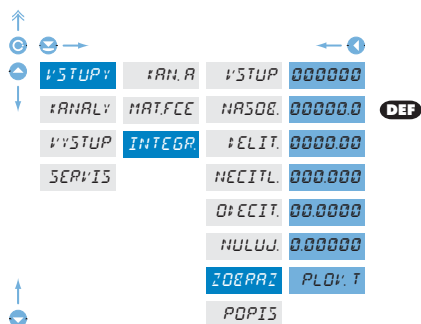 VSTUPY KAN. A VSTUP 000000
KANALY MAT.FCE NASOB. 00000.0 DEF
VYSTUP INTEGR. DELIT. 0000.00
SERVIS NECITL. 000.000
ODECIT. 00.0000
NULUJ. 0.00000
ZOBRAZ PLOV. T
POPIS